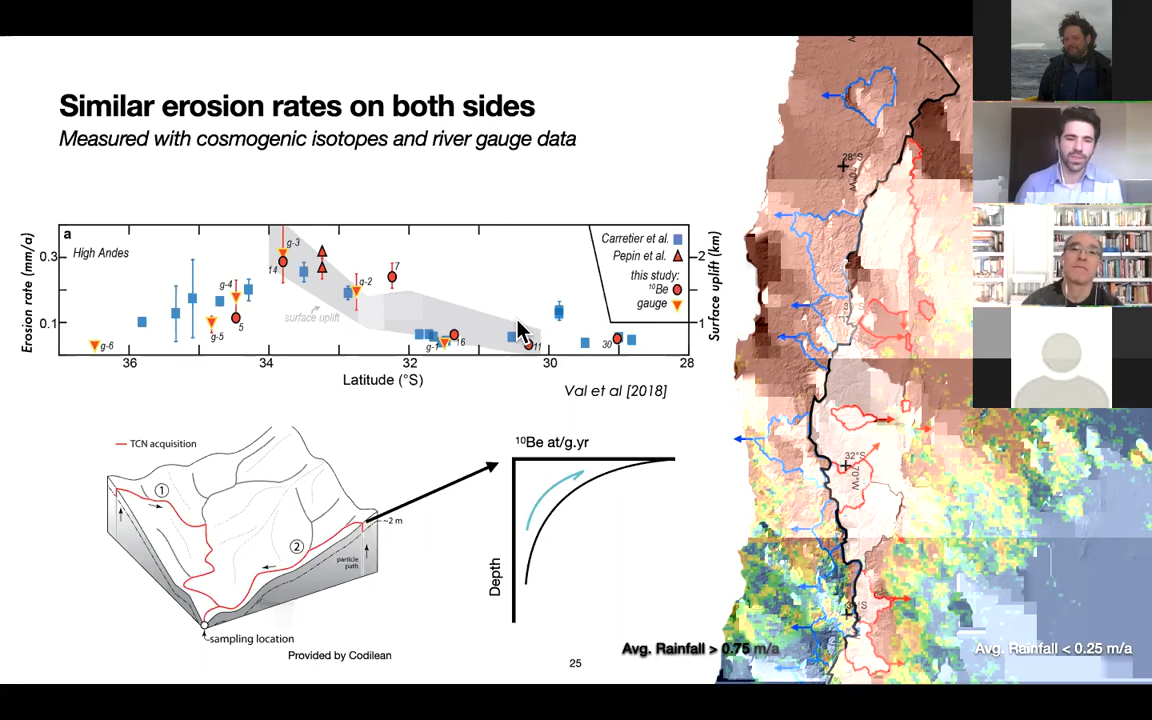 Similar erosion rates on both sides
Measured with cosmogenic isotopes and river gauge data
a
High Andes
Erosion rate (mm/a)
0.3
0.1
g-6
g-5
g-4
5
14
g-3
g-2
7
g-1
16
11
30
surface uplift
Carretier et al.
Pepin et al.
this study:
10Be
gauge
2
1
Surface uplift (km)
36 34 32 30 28
Latitude (°S)
Val et al [2018]
TCN acquisition
1
2
~2 m
particle
path
sampling location
Provided by Codilean
10Be at/g.yr
Depth
25
28°S
70°W
32°S
70°W
Avg. Rainfall > 0.75 m/a
Avg. Rainfall < 0.25 m/a